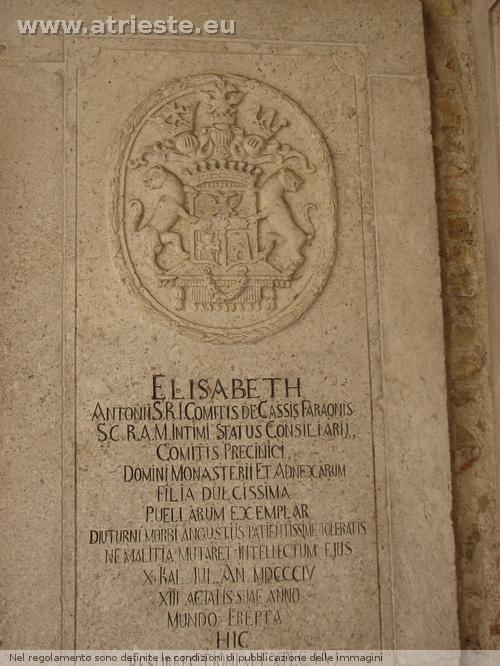 www.atrieste.eu
ELISABETH
ANTONII S.R.I. COMITIS DE CASSIS FARAONIS
S.C.R.A.M. INTIMI STATUS CONSILIARIJ,
COMITIS PRECINICI
DOMINI MONASTERII ET ADNEXARUM
FILIA DULCISSIMA
PUELLARUM EXEMPLAR
DIUTURNI MORBI ANGUSTIIS PATIENTISSIME TOLERATIS
NE MALITIA MUTARET INTELLECTUM EJUS
X KAL. JUL. AN. MDCCCIV
XIII AETATIS SUAE ANNO
MUNDO EREPTA
HIC
Nel regolamento sono definite le condizioni di pubblicazione delle immagini